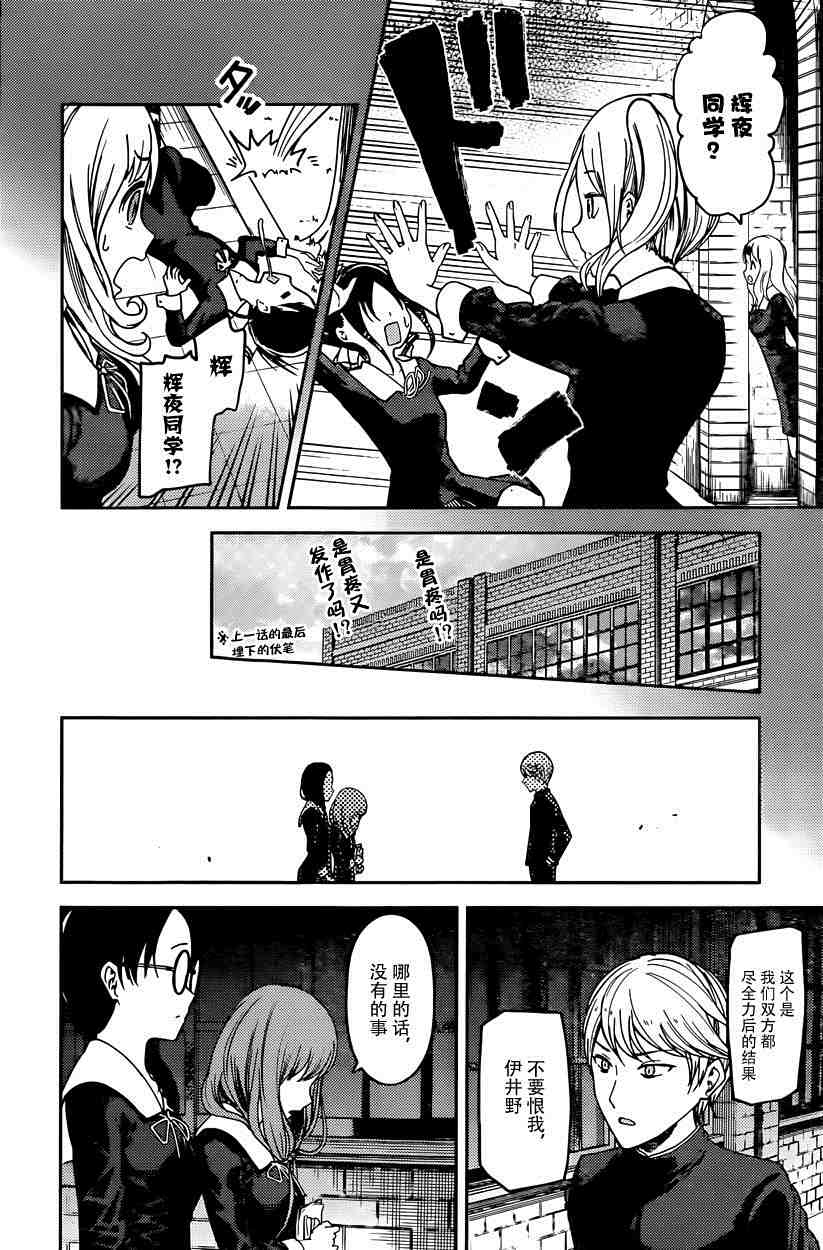 辉夜
同学?
ド
タッ
辉
辉夜同学!?
是胃疼吗!?
是胃疼又
发作了吗!?
※上一话的最后
埋下的伏笔
这个是
我们双方都
尽全力后的结果
不要恨我,
伊井野
哪里的话,
没有的事